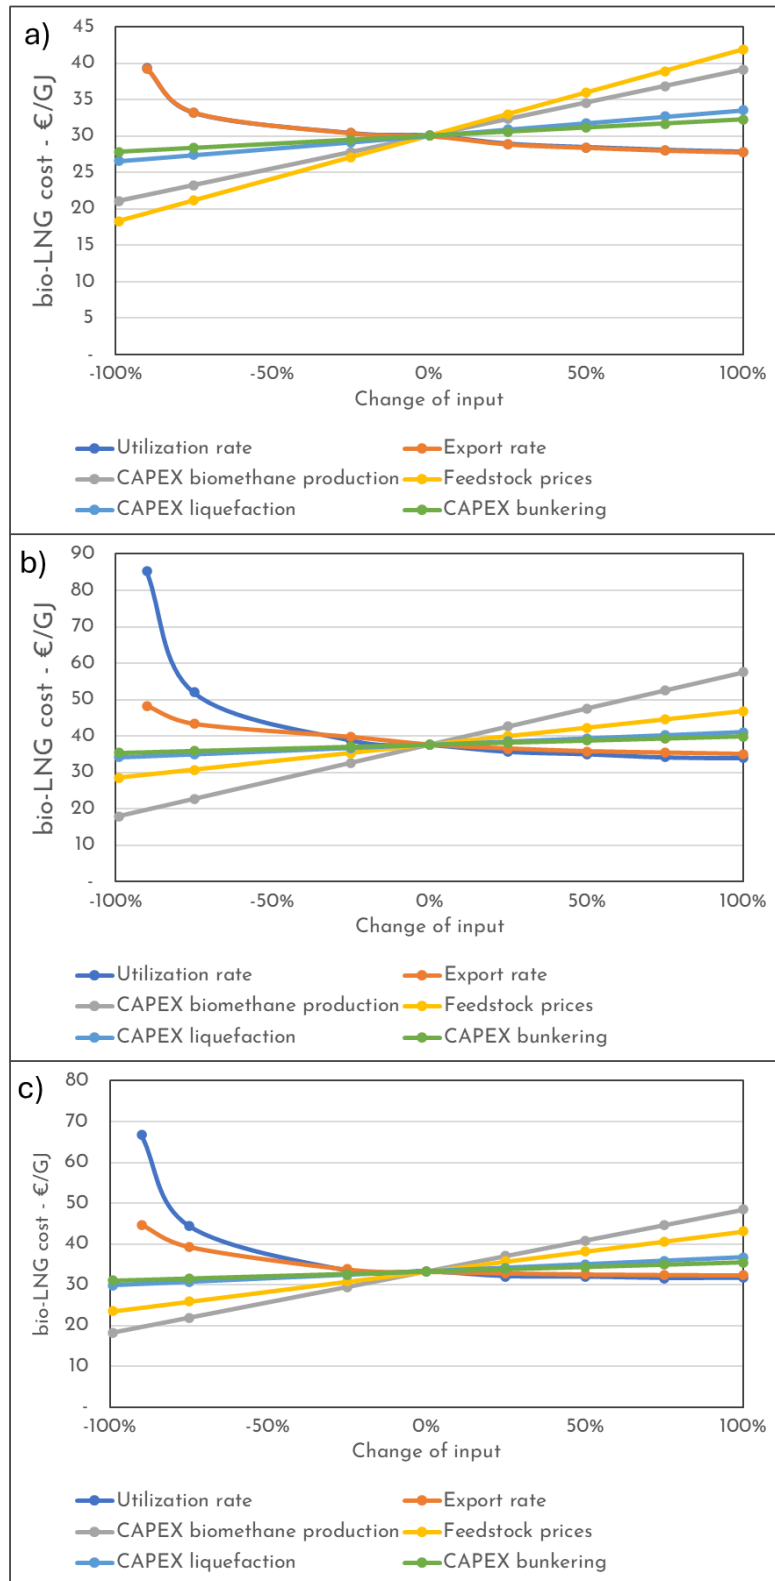 a)
bio-LNG cost - €/GJ
45
40
35
30
25
20
15
10
5
-
-100%
-50%
0%
50%
100%
Change of input
Utilization rate
Export rate
CAPEX biomethane production
Feedstock prices
CAPEX liquefaction
CAPEX bunkering
b)
bio-LNG cost - €/GJ
90
80
70
60
50
40
30
20
10
-
-100%
-50%
0%
50%
100%
Change of input
Utilization rate
Export rate
CAPEX biomethane production
Feedstock prices
CAPEX liquefaction
CAPEX bunkering
c)
bio-LNG cost - €/GJ
80
70
60
50
40
30
20
10
-
-100%
-50%
0%
50%
100%
Change of input
Utilization rate
Export rate
CAPEX biomethane production
Feedstock prices
CAPEX liquefaction
CAPEX bunkering